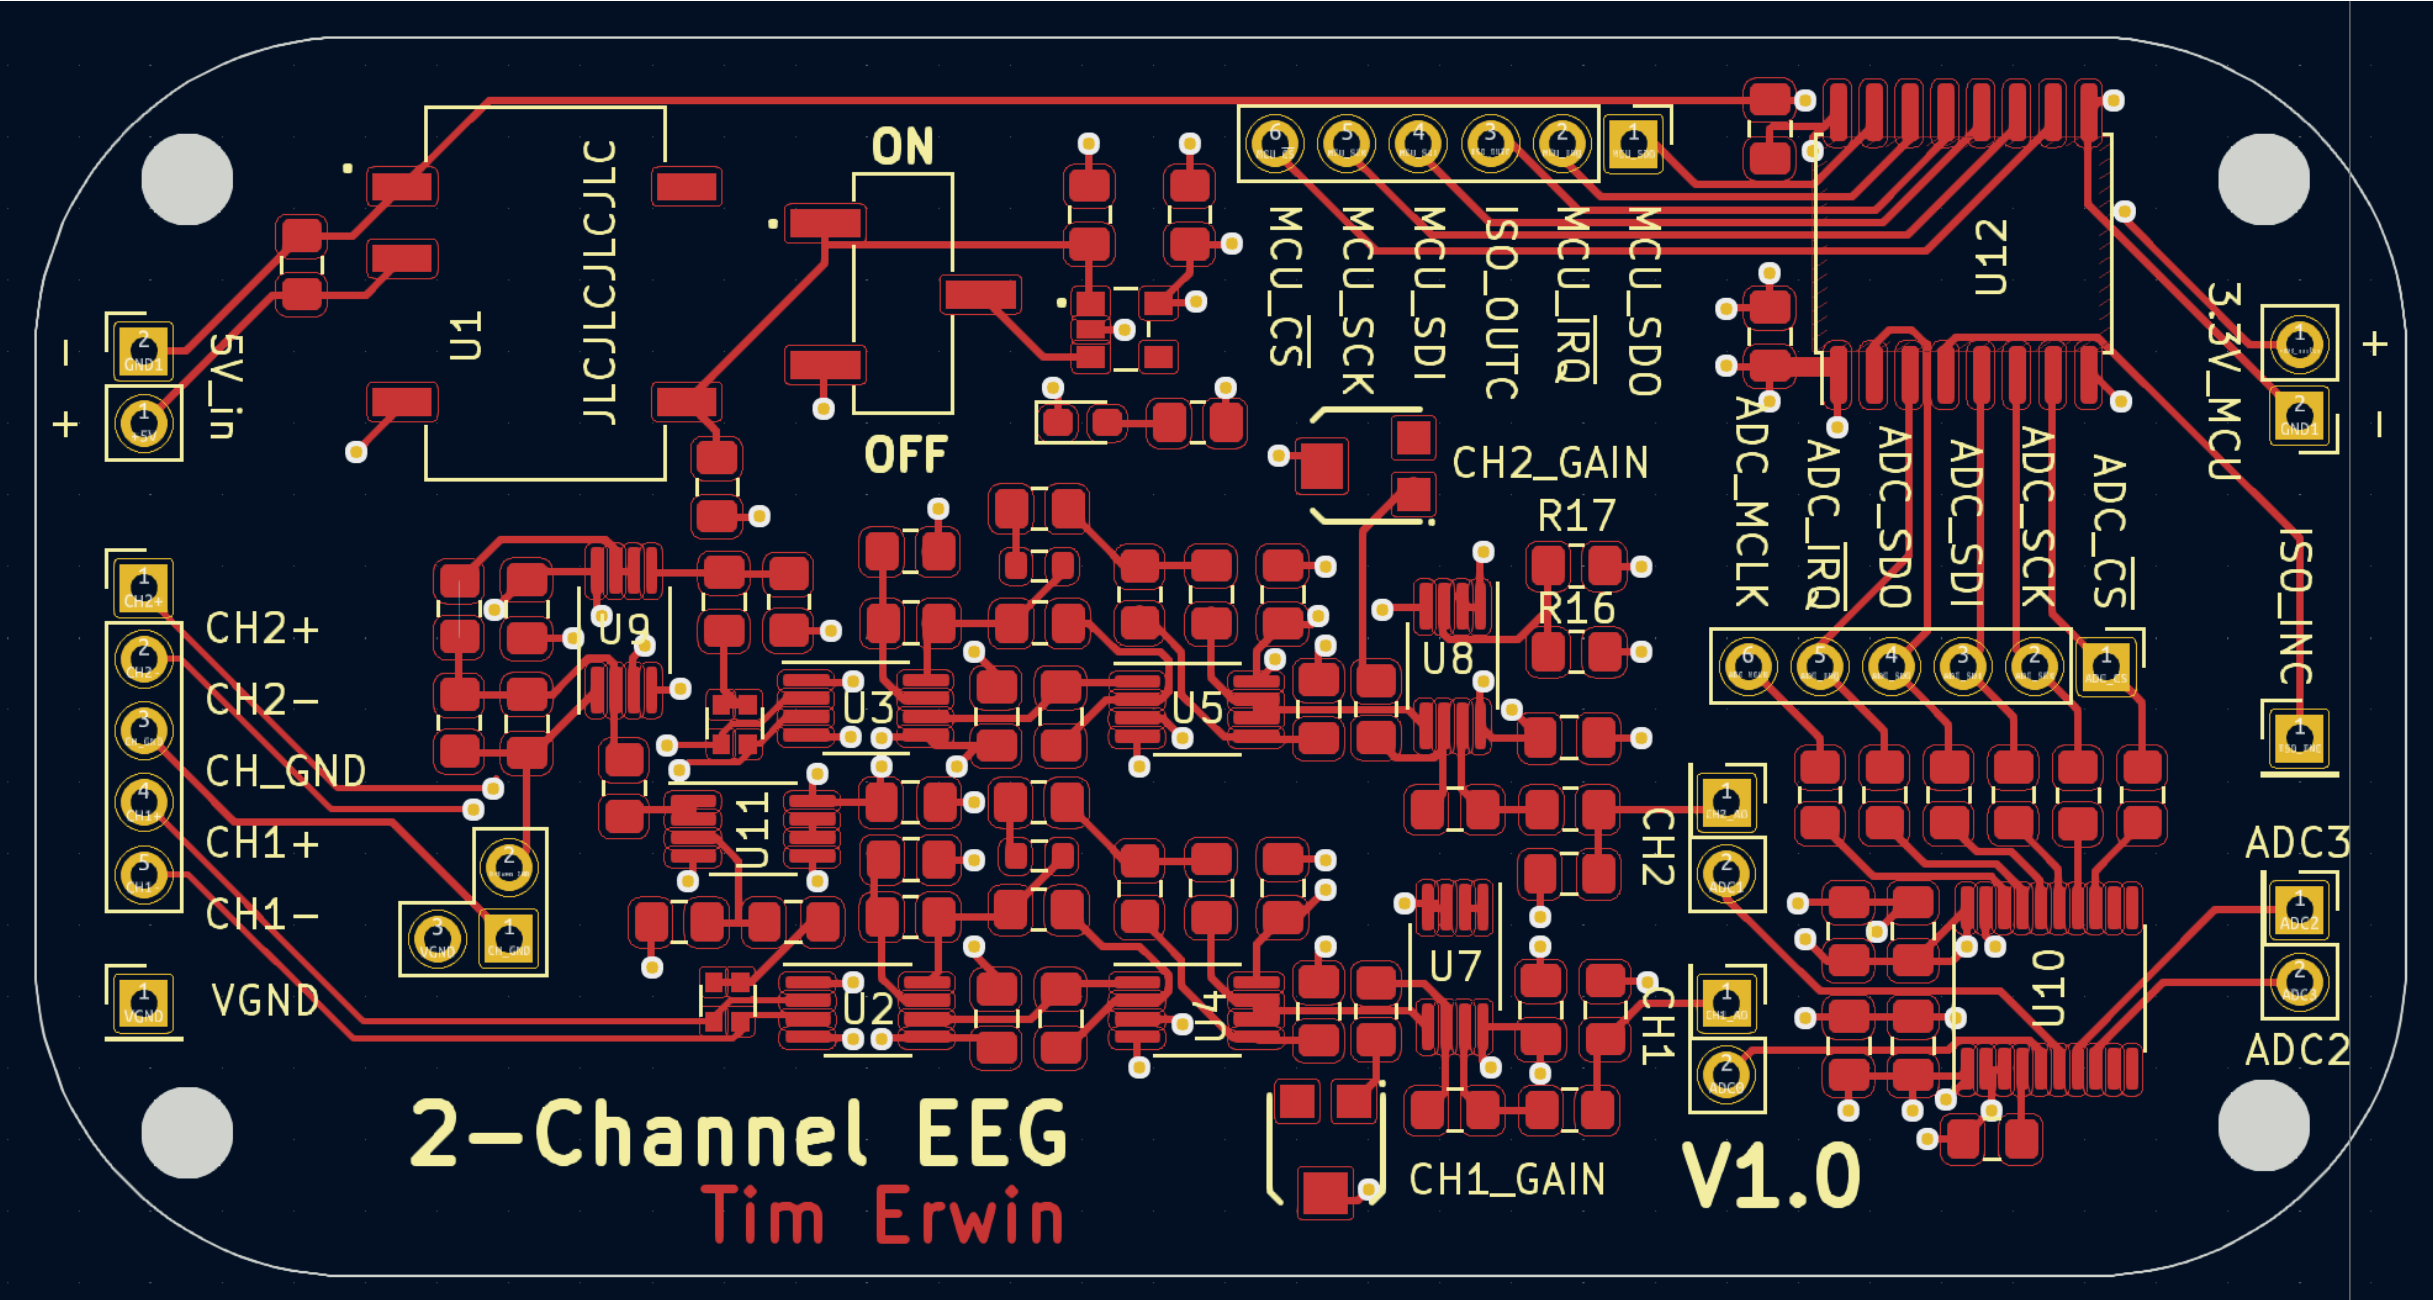 ON
OFF
U1
JLCJLCJLCJLC
5V_in
-
+
2
GND1
1
+5V
6
5
4
3
2
1
MCU_CS
MCU_SCK
MCU_SDI
ISO_OUTC
MCU_IRQ
MCU_SDO
U12
3.3V_MCU
1
+
2
GND1
-
CH2_GAIN
R17
R16
ADC_MCLK
ADC_IRQ
ADC_SDO
ADC_SDI
ADC_SCK
ADC_CS
ISO_INC
6
5
4
3
2
1
ADC_CS
1
1
CH2+
2
CH2-
3
CH_GND
4
CH1+
5
CH1-
CH2+
CH2-
CH_GND
CH1+
CH1-
1
VGND
VGND
2
3
VGND
1
CH_GND
U9
U3
U5
U8
U11
U2
U4
U7
U10
CH2
1
CH2_AO
2
ADC1
CH1
1
CH1_AO
2
ADC0
ADC3
1
ADC2
2
ADC3
ADC2
2-Channel EEG
Tim Erwin
CH1_GAIN
V1.0